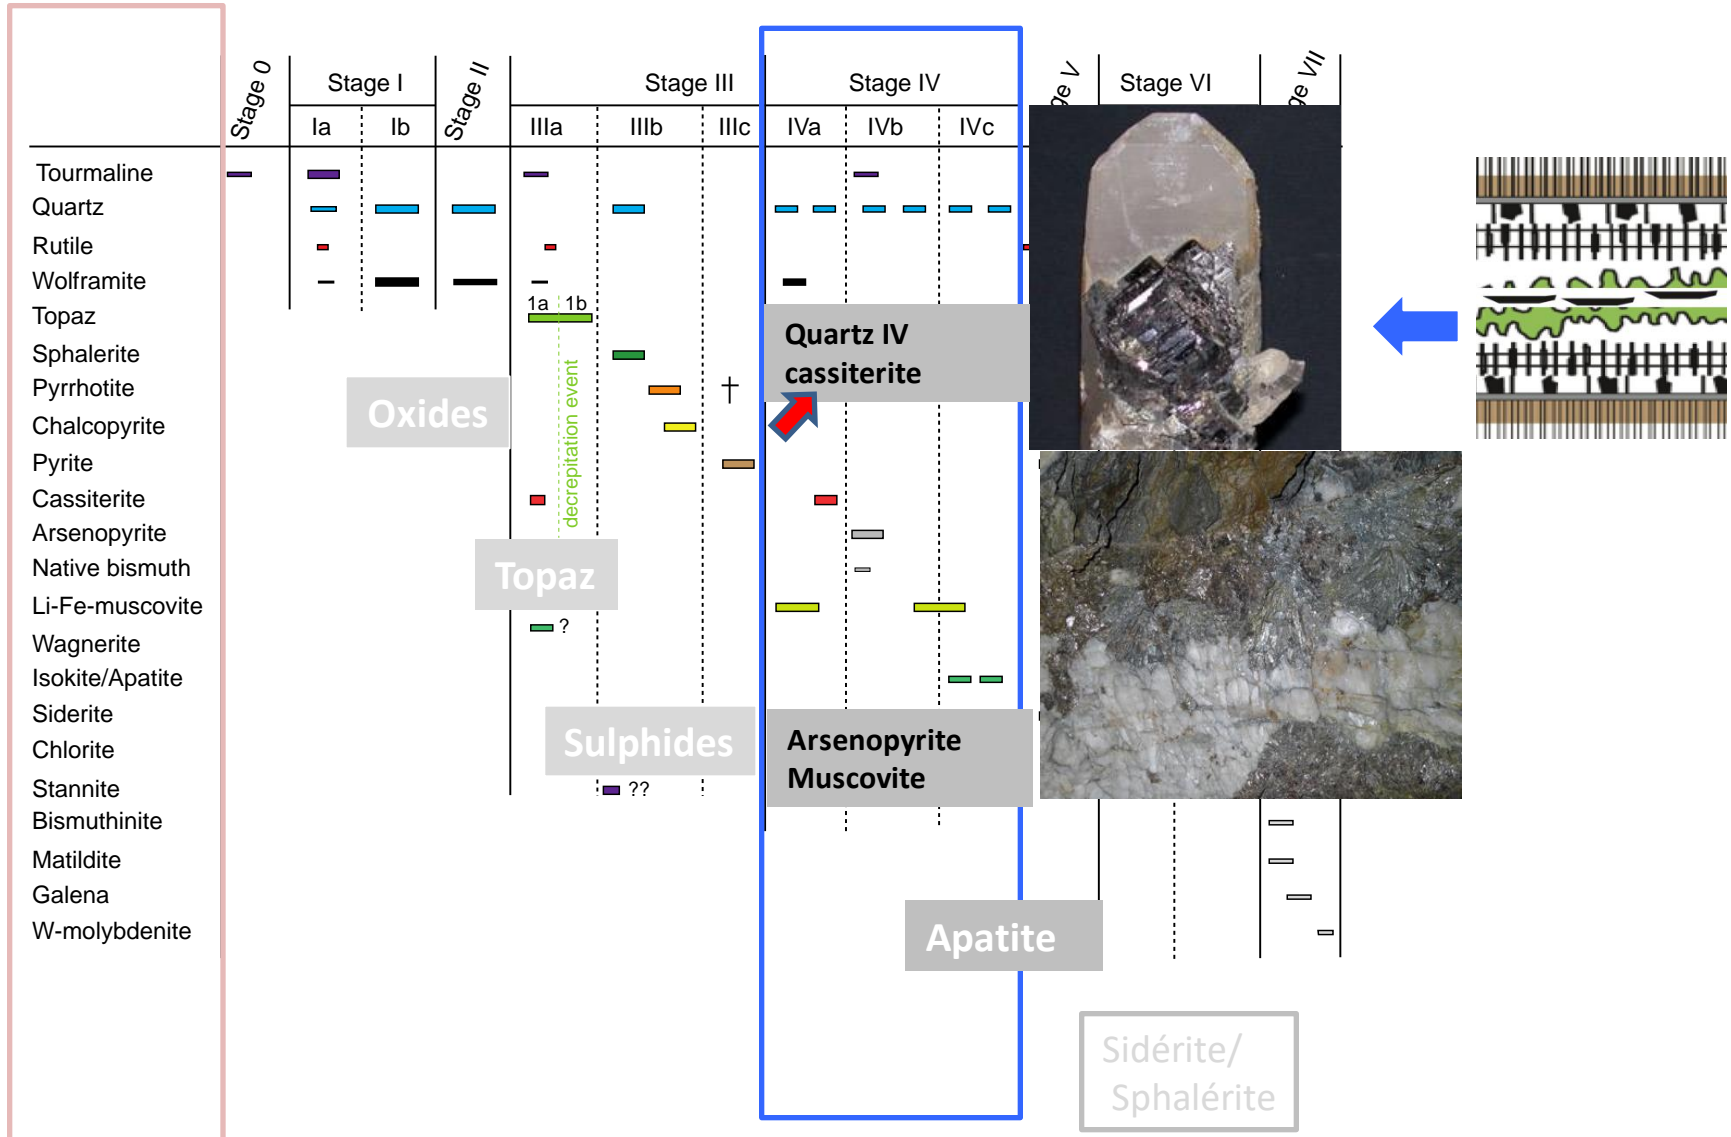 Stage 0
Stage I
Stage II
Stage III
Stage IV
ge V
Stage VI
ge VII
Ia
Ib
IIIa
IIIb
IIIc
IVa
IVb
IVc
Tourmaline
Quartz
Rutile
Wolframite
1a 1b
Topaz
Sphalerite
Pyrrhotite
Chalcopyrite
Pyrite
Cassiterite
Arsenopyrite
Native bismuth
Li-Fe-muscovite
Wagnerite
?
Isokite/Apatite
Siderite
Chlorite
Stannite
??
Bismuthinite
Matildite
Galena
W-molybdenite
decrepitation event
Oxides
Topaz
Sulphides
Quartz IV
cassiterite
Arsenopyrite
Muscovite
Apatite
Sidérite/
Sphalérite